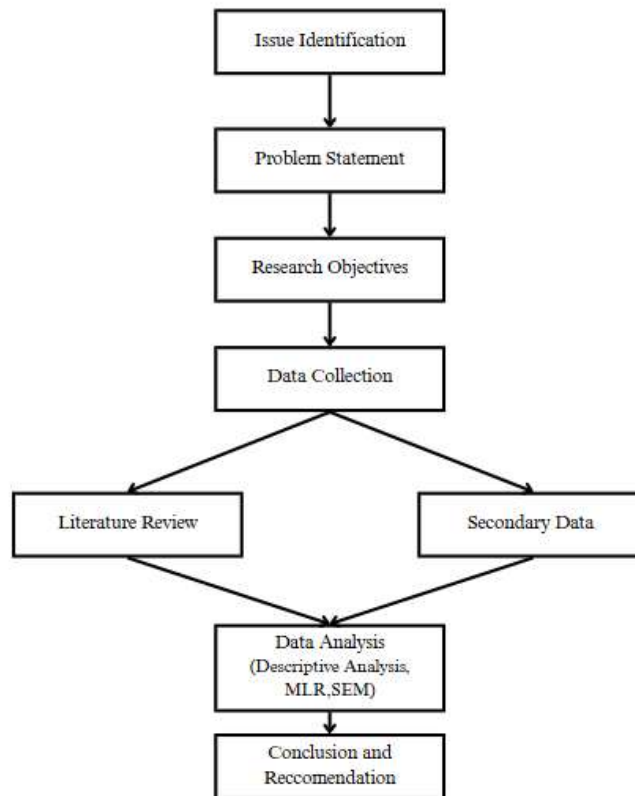 Issue Identification
Problem Statement
Research Objectives
Data Collection
Literature Review
Secondary Data
Data Analysis
(Descriptive Analysis,
MLR,SEM)
Conclusion and
Reccomendation